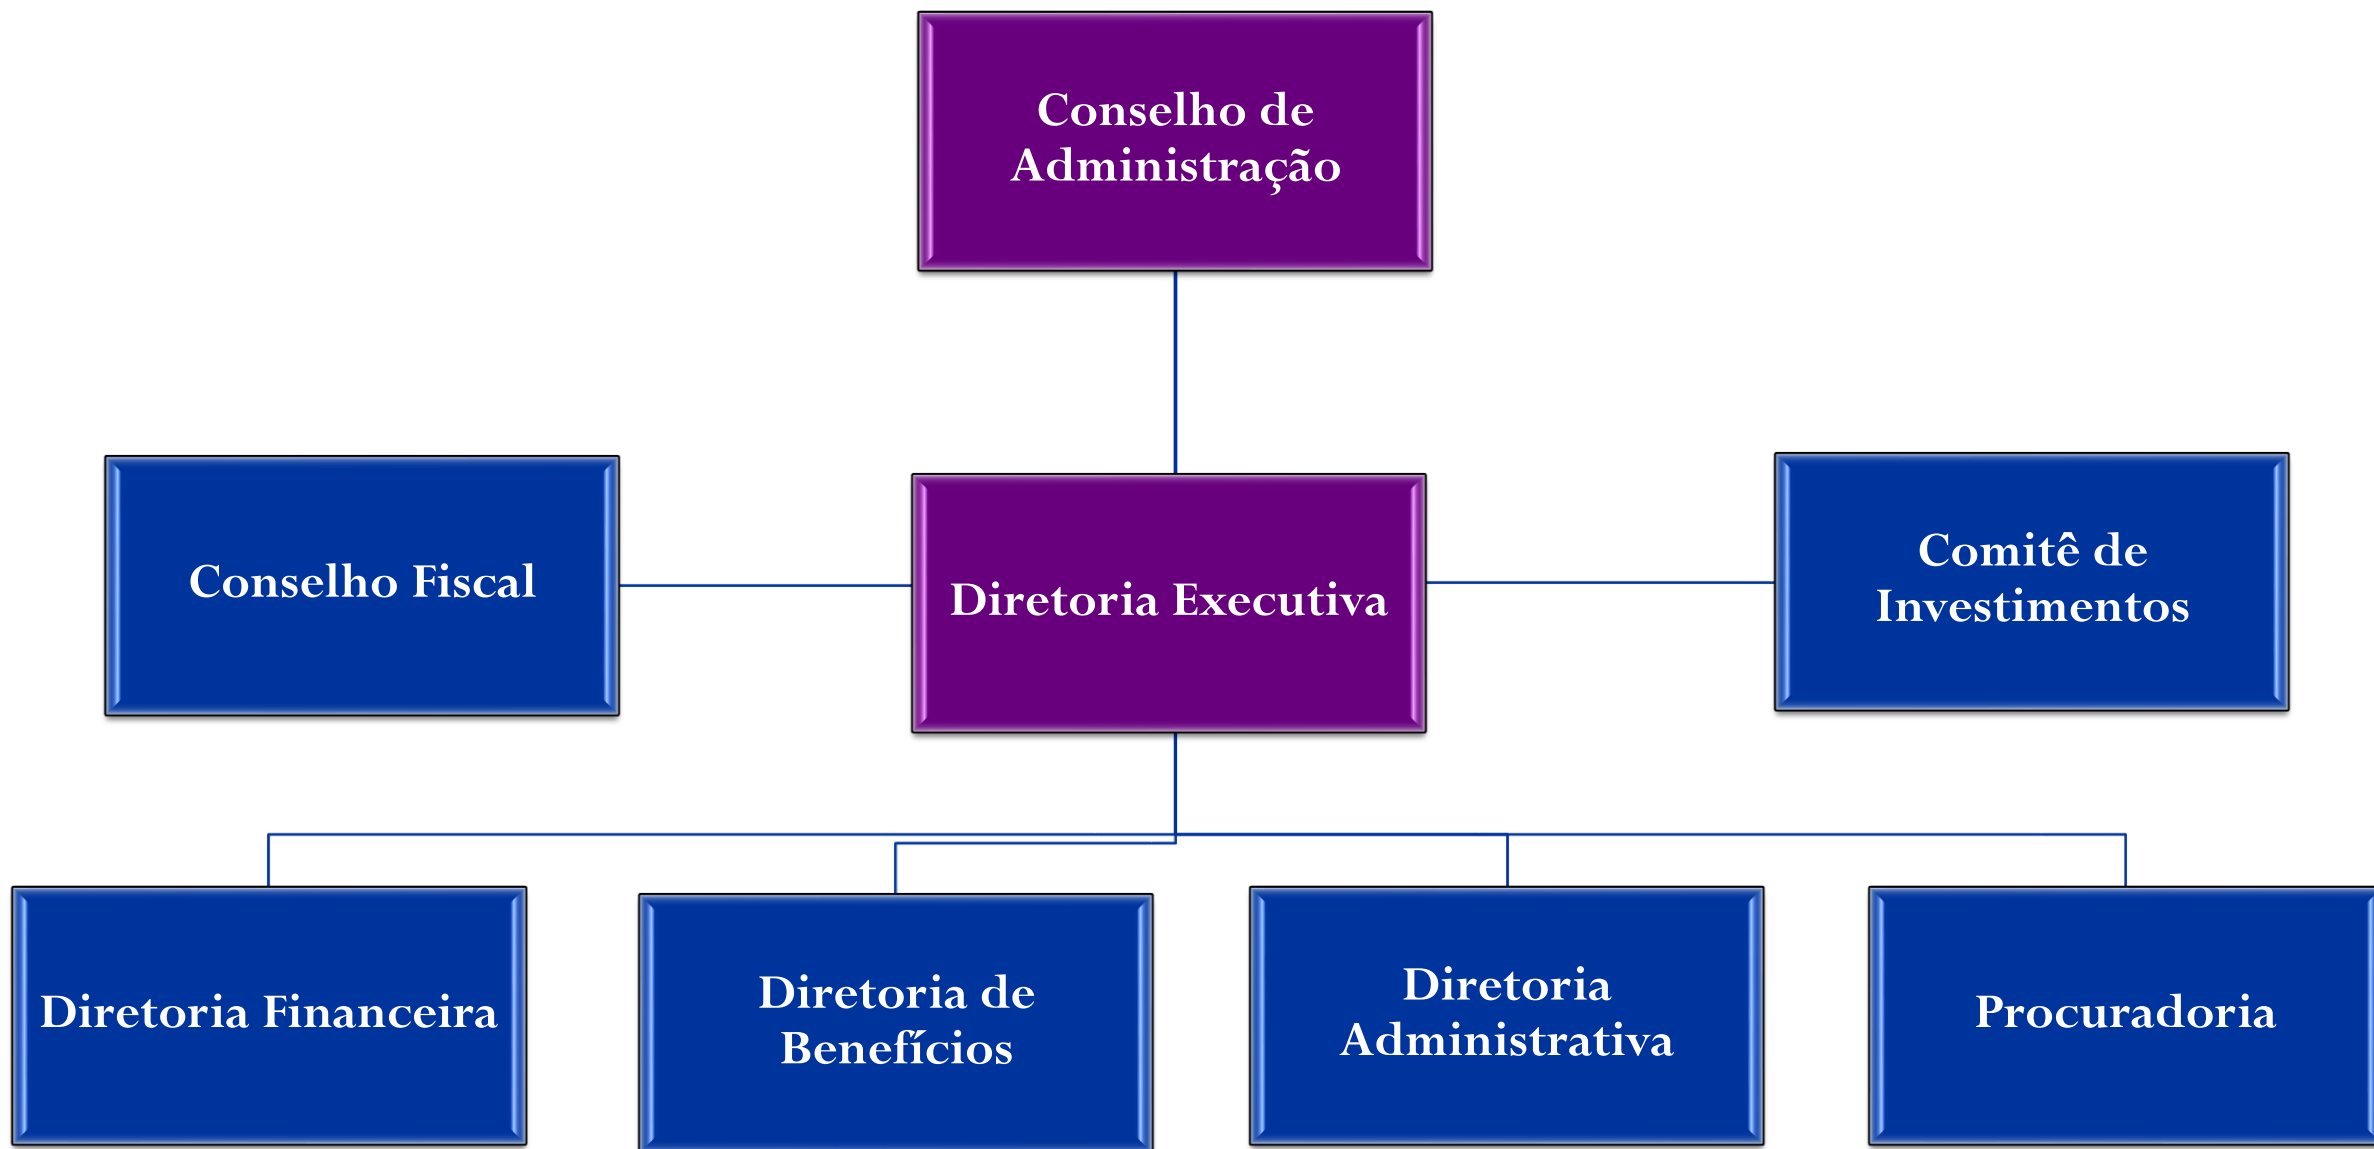 Conselho de
Administração
Conselho Fiscal
Diretoria Executiva
Comitê de
Investimentos
Diretoria Financeira
Diretoria de
Benefícios
Diretoria
Administrativa
Procuradoria